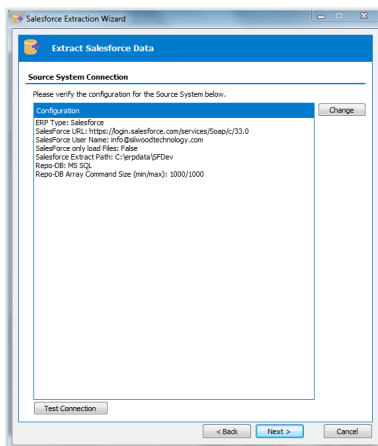 Salesforce Extraction Wizard
Extract Salesforce Data
Source System Connection
Please verify the configuration for the Source System below.
Configuration
Change
ERP Type: Salesforce
SalesForce URL: https://login.salesforce.com/services/Soap/c/33.0
SalesForce User Name: info@silwoodtechnology.com
SalesForce only load Files: False
Salesforce Extract Path: C:\erpdata\SFDev
Repo-DB: MS SQL
Repo-DB Array Command Size (min/max): 1000/1000
Test Connection
< Back
Next >
Cancel